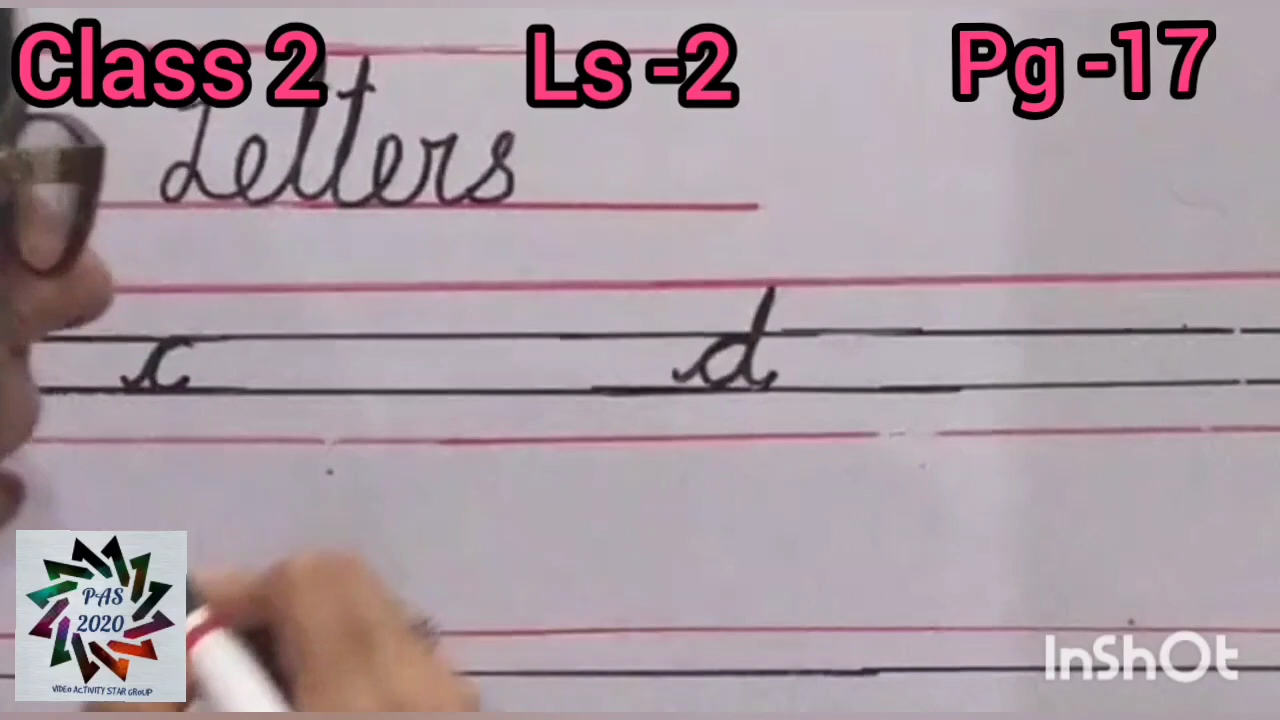 Class 2 Ls -2 Pg -17
Letters
c d
PAS
2020
VIDEO ACTIVITY STAR GROUP
InShOt